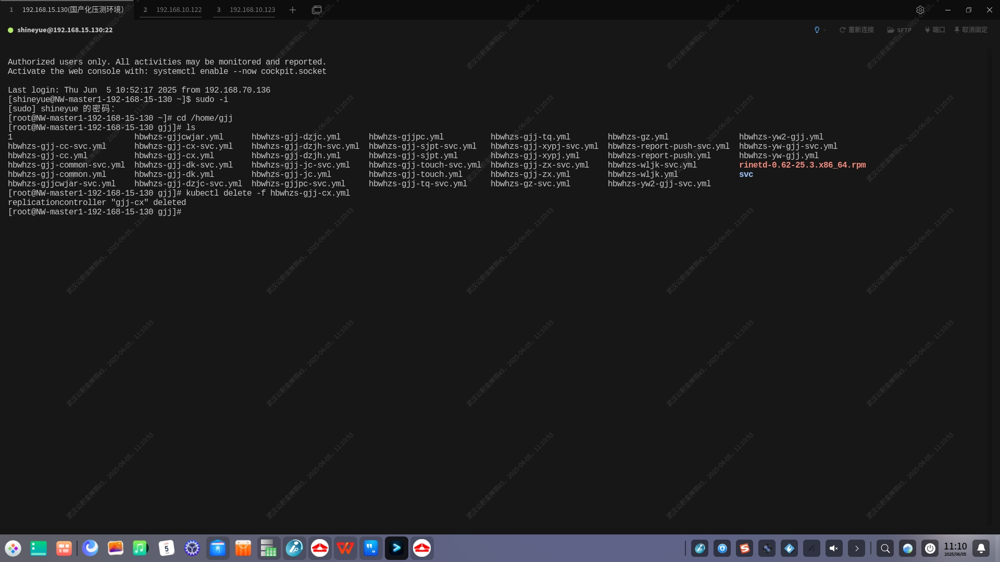 1 192.168.15.130(国产化压测环境)
2 192.168.10.122
3 192.168.10.123
shineyue@192.168.15.130:22
重新连接 SFTP 端口 取消固定
Authorized users only. All activities may be monitored and reported.
Activate the web console with: systemctl enable --now cockpit.socket
Last login: Thu Jun  5 10:52:17 2025 from 192.168.70.136
[shineyue@NW-master1-192-168-15-130 ~]$ sudo -i
[sudo] shineyue 的密码：
[root@NW-master1-192-168-15-130 ~]# cd /home/gjj
[root@NW-master1-192-168-15-130 gjj]# ls
1 hbwhzs-gjjcwjar.yml hbwhzs-gjj-dzjc.yml hbwhzs-gjjpc.yml hbwhzs-gjj-tq.yml hbwhzs-gz.yml hbwhzs-yw2-gjj.yml
hbwhzs-gjj-cc-svc.yml hbwhzs-gjj-cx-svc.yml hbwhzs-gjj-dzjh-svc.yml hbwhzs-gjj-sjpt-svc.yml hbwhzs-gjj-xypj-svc.yml hbwhzs-report-push-svc.yml hbwhzs-yw-gjj-svc.yml
hbwhzs-gjj-cc.yml hbwhzs-gjj-cx.yml hbwhzs-gjj-dzjh.yml hbwhzs-gjj-sjpt.yml hbwhzs-gjj-xypj.yml hbwhzs-report-push.yml hbwhzs-yw-gjj.yml
hbwhzs-gjj-common-svc.yml hbwhzs-gjj-dk-svc.yml hbwhzs-gjj-jc-svc.yml hbwhzs-gjj-touch-svc.yml hbwhzs-gjj-zx-svc.yml hbwhzs-wljk-svc.yml rinetd-0.62-25.3.x86_64.rpm
hbwhzs-gjj-common.yml hbwhzs-gjj-dk.yml hbwhzs-gjj-jc.yml hbwhzs-gjj-touch.yml hbwhzs-gjj-zx.yml hbwhzs-wljk.yml svc
hbwhzs-gjjcwjar-svc.yml hbwhzs-gjj-dzjc-svc.yml hbwhzs-gjjpc-svc.yml hbwhzs-gjj-tq-svc.yml hbwhzs-gz-svc.yml hbwhzs-yw2-gjj-svc.yml
[root@NW-master1-192-168-15-130 gjj]# kubectl delete -f hbwhzs-gjj-cx.yml
replicationcontroller "gjj-cx" deleted
[root@NW-master1-192-168-15-130 gjj]#
5
11:10
2025/06/05